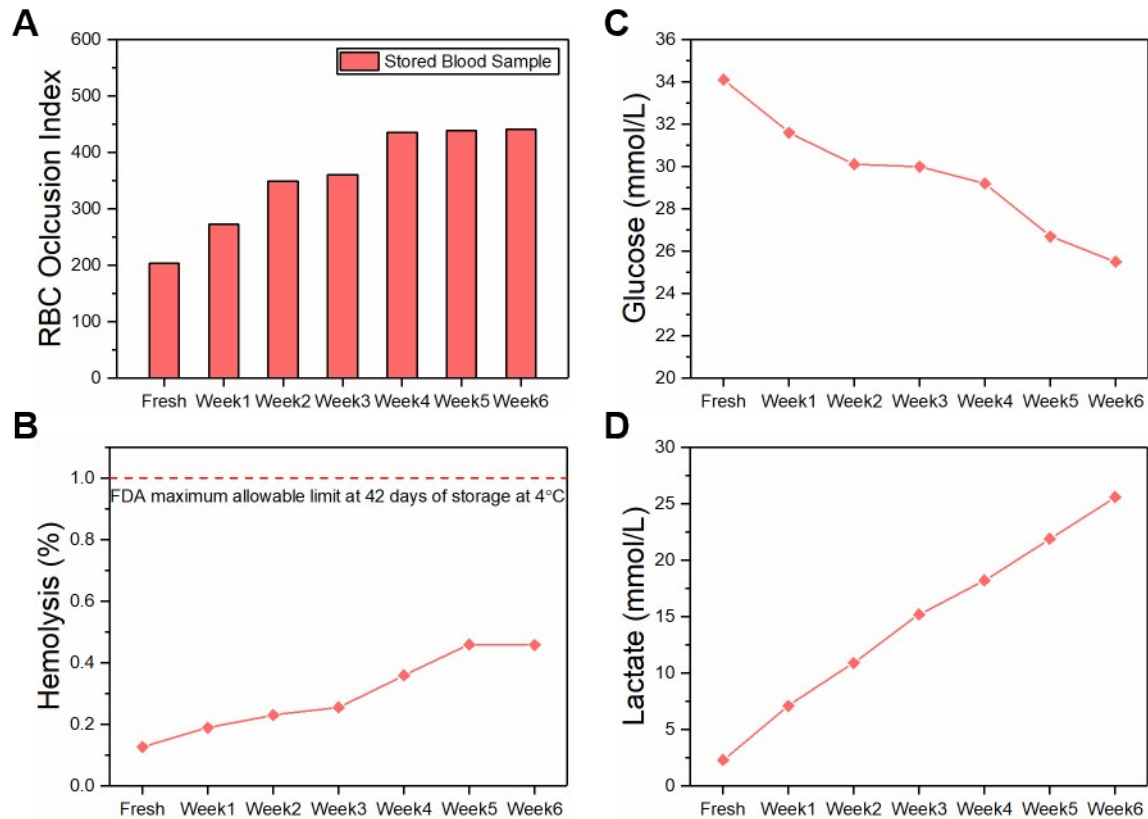 A
RBC Oclcusion Index
600
500
400
300
200
100
0
Stored Blood Sample
Fresh Week1 Week2 Week3 Week4 Week5 Week6
B
Hemolysis (%)
1.0
0.8
0.6
0.4
0.2
0.0
FDA maximum allowable limit at 42 days of storage at 4°C
Fresh Week1 Week2 Week3 Week4 Week5 Week6
C
Glucose (mmol/L)
36
34
32
30
28
26
24
22
20
Fresh Week1 Week2 Week3 Week4 Week5 Week6
D
Lactate (mmol/L)
30
25
20
15
10
5
0
Fresh Week1 Week2 Week3 Week4 Week5 Week6